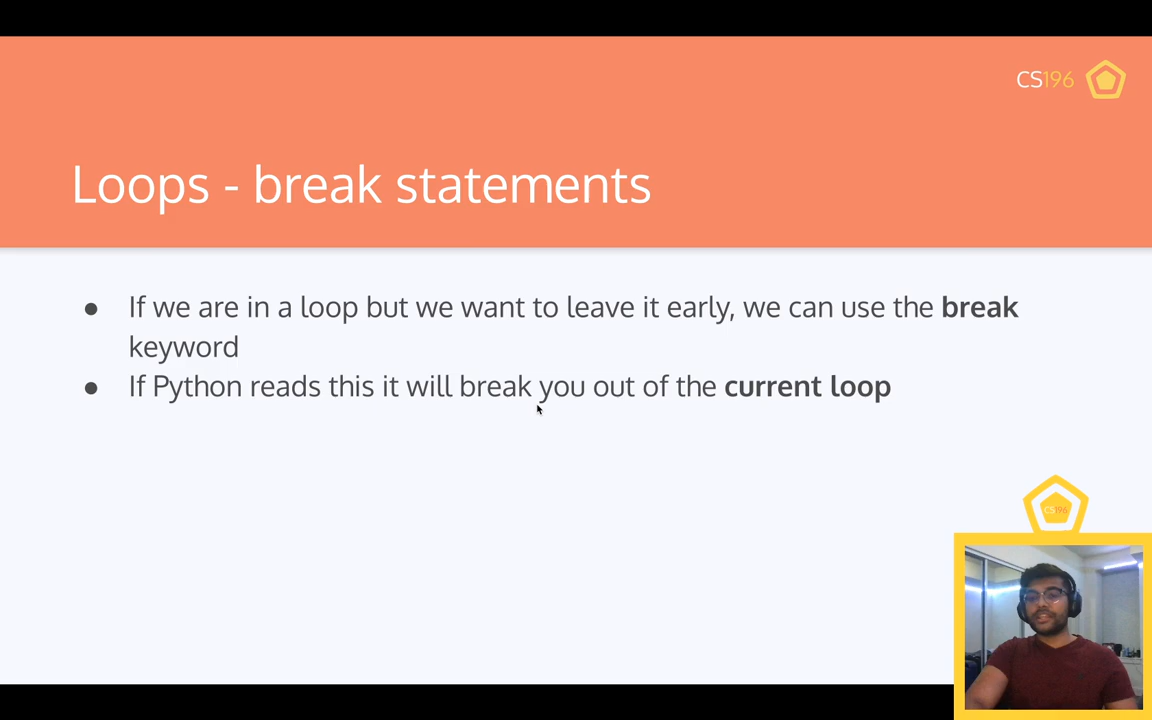 CS196
Loops - break statements
● If we are in a loop but we want to leave it early, we can use the break
keyword
● If Python reads this it will break you out of the current loop
CS196